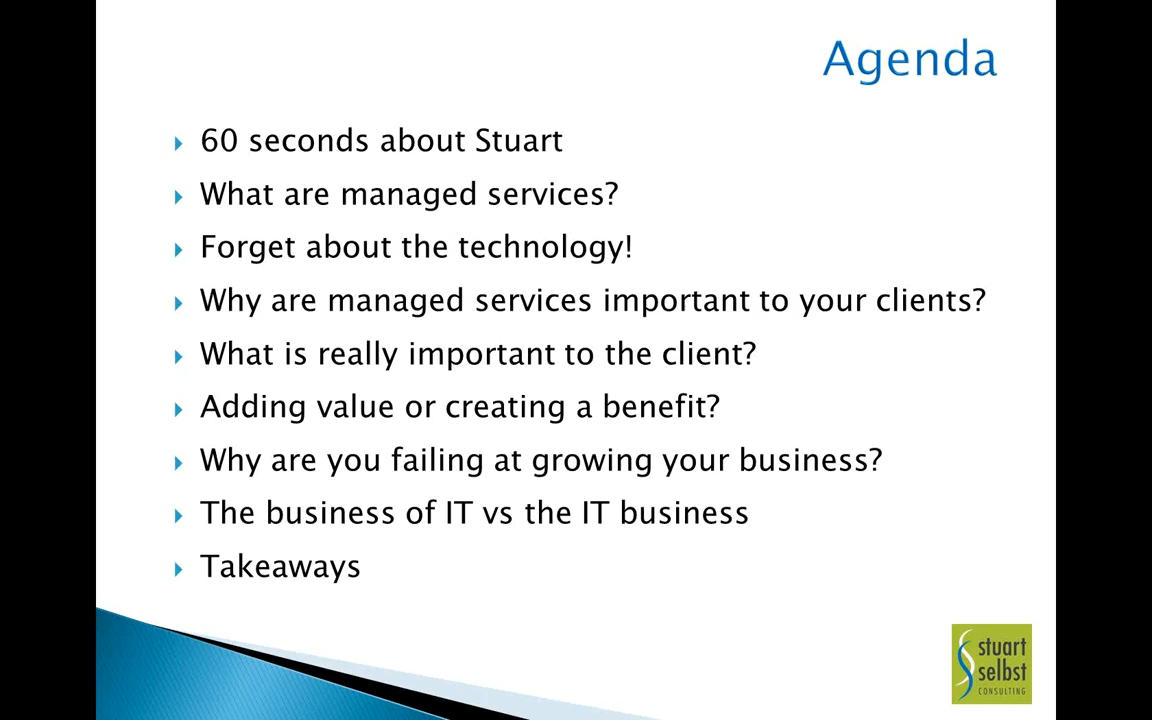 Agenda
60 seconds about Stuart
What are managed services?
Forget about the technology!
Why are managed services important to your clients?
What is really important to the client?
Adding value or creating a benefit?
Why are you failing at growing your business?
The business of IT vs the IT business
Takeaways
stuart
selbst
CONSULTING